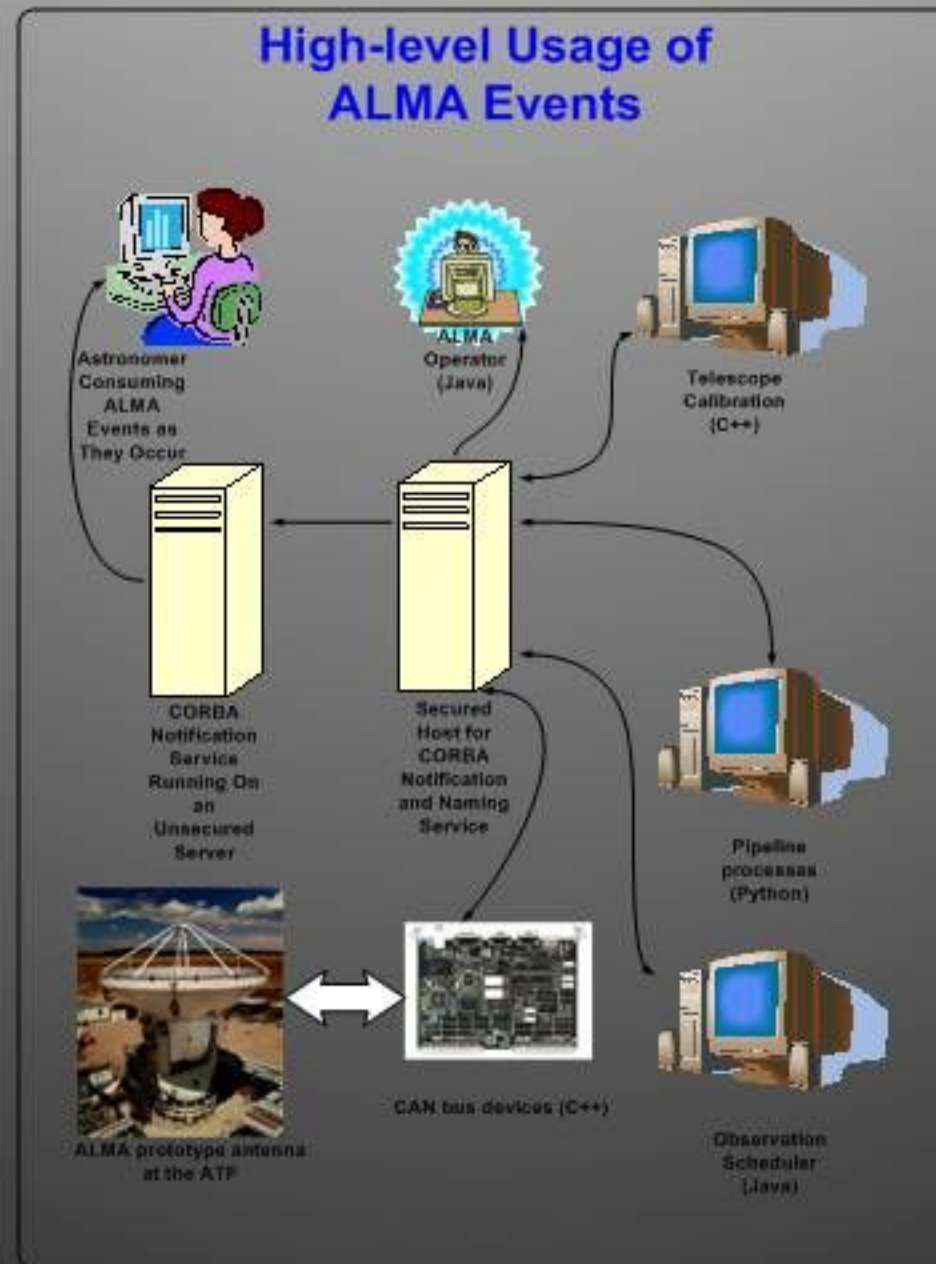 High-level Usage of
ALMA Events
Astronomer
Consuming
ALMA
Events as
They Occur
ALMA
Operator
(Java)
Telescope
Calibration
(C++)
CORBA
Notification
Service
Running On
an
Unsecured
Server
Secured
Host for
CORBA
Notification
and Naming
Service
Pipeline
processes
(Python)
ALMA prototype antenna
at the ATF
CAN bus devices (C++)
Observation
Scheduler
(Java)